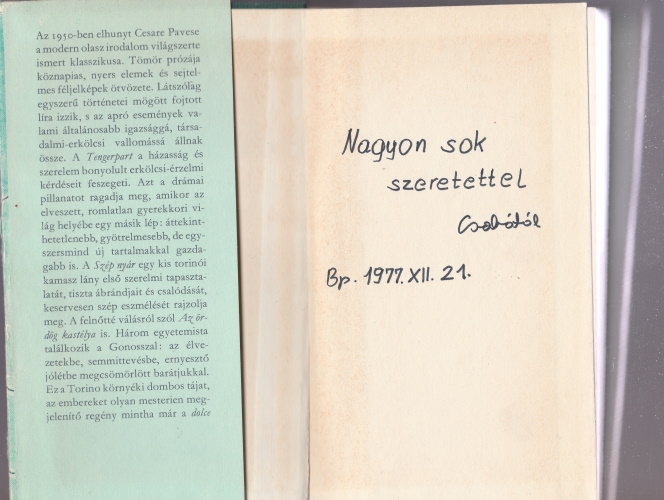 Az 1950-ben elhunyt Cesare Pavese
a modern olasz irodalom világszerte
ismert klasszikusa. Tömör prózája
köznapias, nyers elemek és sejtel-
mes féljelképek ötvözete. Látszólag
egyszerű történetei mögött fojtott
líra izzik, s az apró események va-
lami általánosabb igazsággá, társa-
dalmi-erkölcsi vallomássá állnak
össze. A Tengerpart a házasság és
szerelem bonyolult erkölcsi-érzelmi
kérdéseit feszegeti. Azt a drámai
pillanatot ragadja meg, amikor az
elveszett, romlatlan gyerekkori vi-
lág helyébe egy másik lép: áttekint-
hetetlenebb, gyötrelmesebb, de egy-
szersmind új tartalmakkal gazda-
gabb is. A Szép nyár egy kis torinói
kamasz lány első szerelmi tapaszta-
latát, tiszta ábrándjait és csalódását,
keservesen szép eszmélését rajzolja
meg. A felnőtté válásról szól Az ör-
dög kastélya is. Három egyetemista
találkozik a Gonosszal: az élve-
zetekbe, semmittevésbe, ernyesztő
jólétbe megcsömörlött barátjukkal.
Ez a Torino környéki dombos tájat,
az embereket olyan mesterien meg-
jelenítő regény mintha már a dolce
Nagyon sok
szeretettel
Csabától
Bp. 1977. XII. 21.